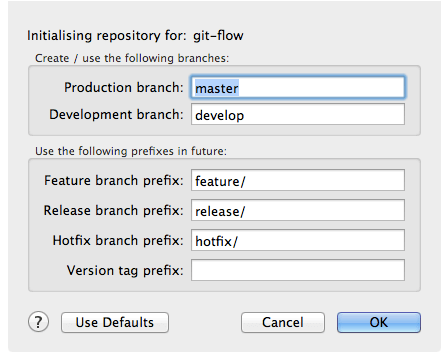 Initialising repository for: git-flow
Create / use the following branches:
Production branch: master
Development branch: develop
Use the following prefixes in future:
Feature branch prefix: feature/
Release branch prefix: release/
Hotfix branch prefix: hotfix/
Version tag prefix:
? Use Defaults Cancel OK